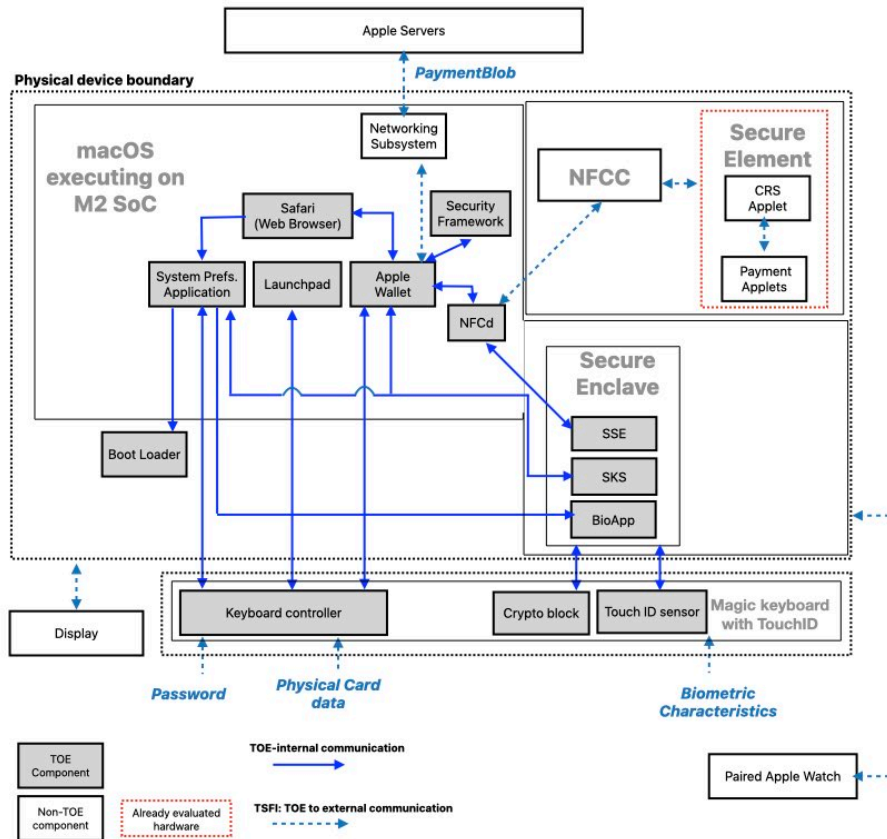 Apple Servers
Physical device boundary
PaymentBlob
macOS
executing on
M2 SoC
Networking
Subsystem
Safari
(Web Browser)
Security
Framework
System Prefs.
Application
Launchpad
Apple
Wallet
NFCd
NFCC
Secure
Element
CRS
Applet
Payment
Applets
Secure
Enclave
SSE
SKS
BioApp
Boot Loader
Display
Keyboard controller
Crypto block
Touch ID sensor
Magic keyboard
with TouchID
Password
Physical Card
data
Biometric
Characteristics
TOE
Component
TOE-internal communication
Non-TOE
component
Already evaluated
hardware
TSFI: TOE to external communication
Paired Apple Watch